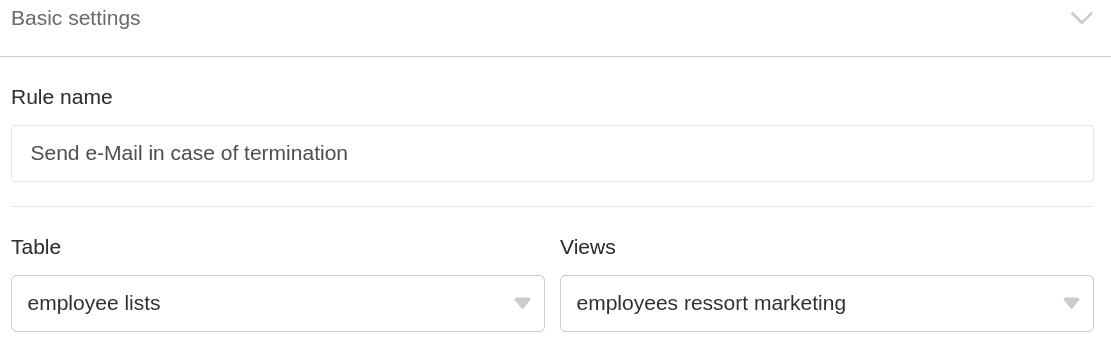 Basic settings
Rule name
Send e-Mail in case of termination
Table
Views
employee lists
employees ressort marketing